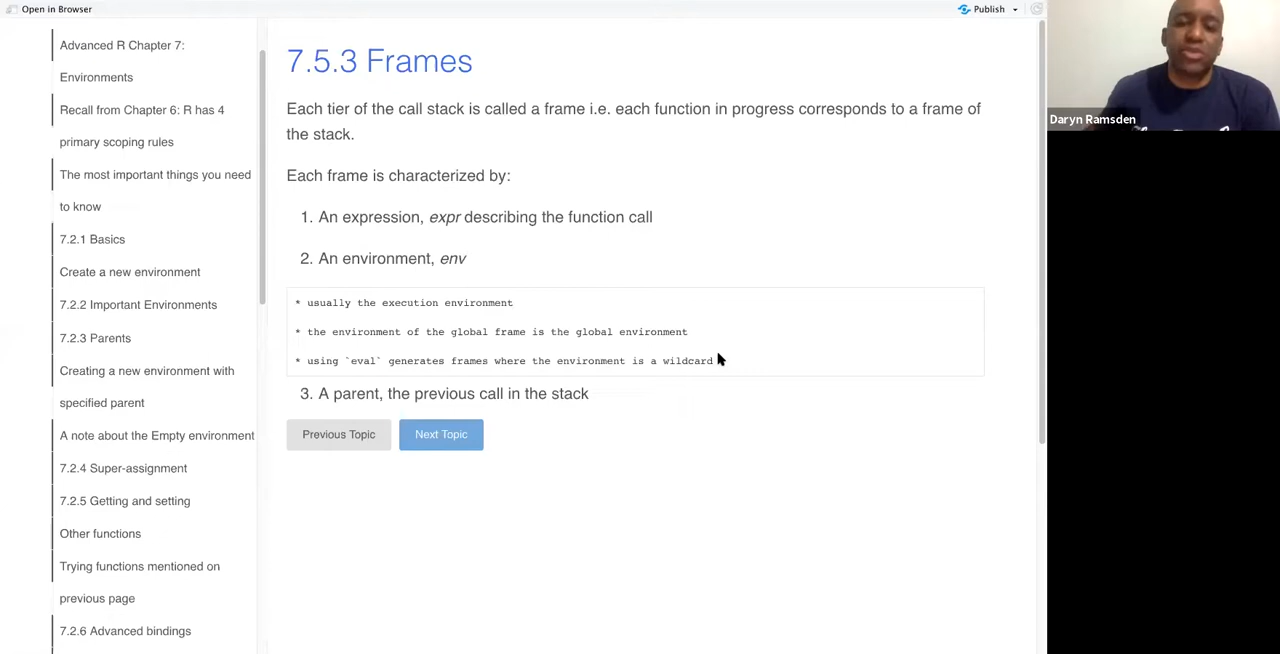 Open in Browser
Publish
Advanced R Chapter 7:
Environments
Recall from Chapter 6: R has 4
primary scoping rules
The most important things you need
to know
7.2.1 Basics
Create a new environment
7.2.2 Important Environments
7.2.3 Parents
Creating a new environment with
specified parent
A note about the Empty environment
7.2.4 Super-assignment
7.2.5 Getting and setting
Other functions
Trying functions mentioned on
previous page
7.2.6 Advanced bindings
7.5.3 Frames
Each tier of the call stack is called a frame i.e. each function in progress corresponds to a frame of
the stack.
Each frame is characterized by:
1. An expression, expr describing the function call
2. An environment, env
* usually the execution environment
* the environment of the global frame is the global environment
* using `eval` generates frames where the environment is a wildcard
3. A parent, the previous call in the stack
Previous Topic
Next Topic
Daryn Ramsden